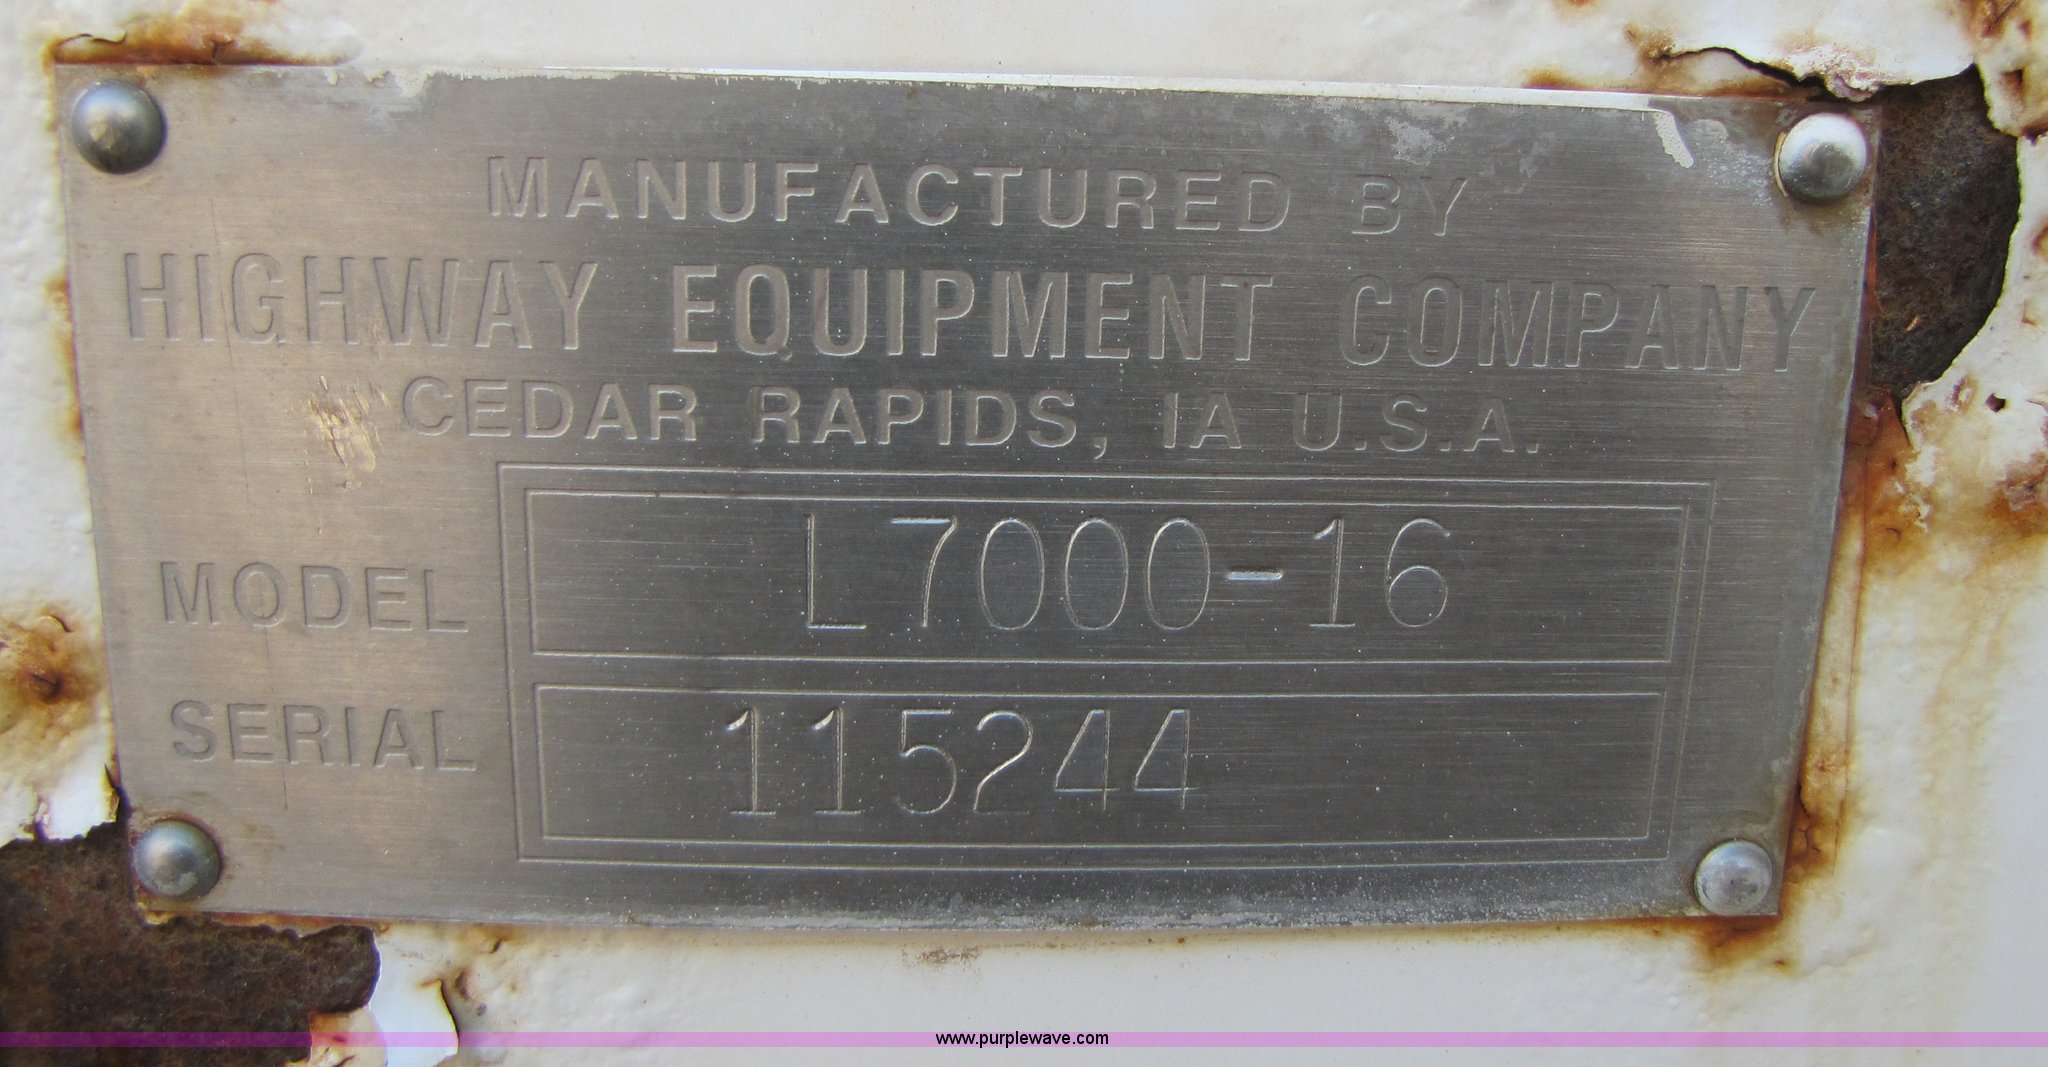 MANUFACTURED BY
HIGHWAY EQUIPMENT COMPANY
CEDAR RAPIDS, IA U.S.A.
MODEL L7000-16
SERIAL 115244
www.purplewave.com